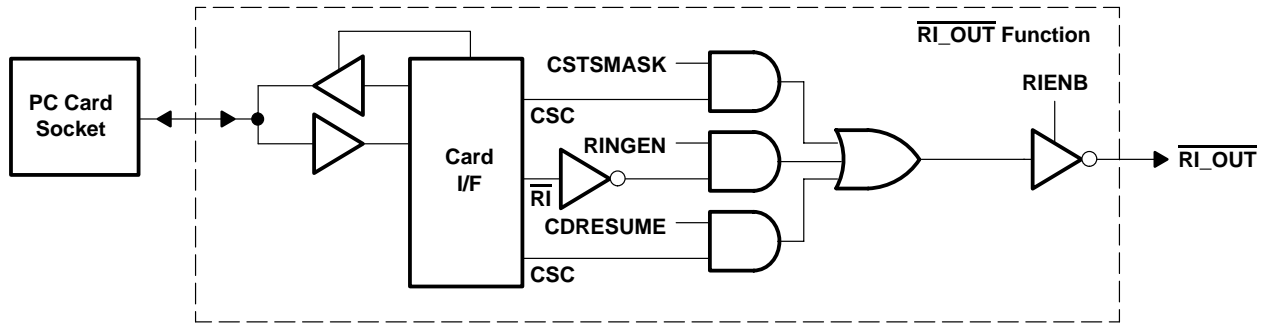 RI_OUT Function
PC Card
Socket
CSTSMASK
CSC
RIENB
RINGEN
Card
I/F
RI
RI_OUT
CDRESUME
CSC